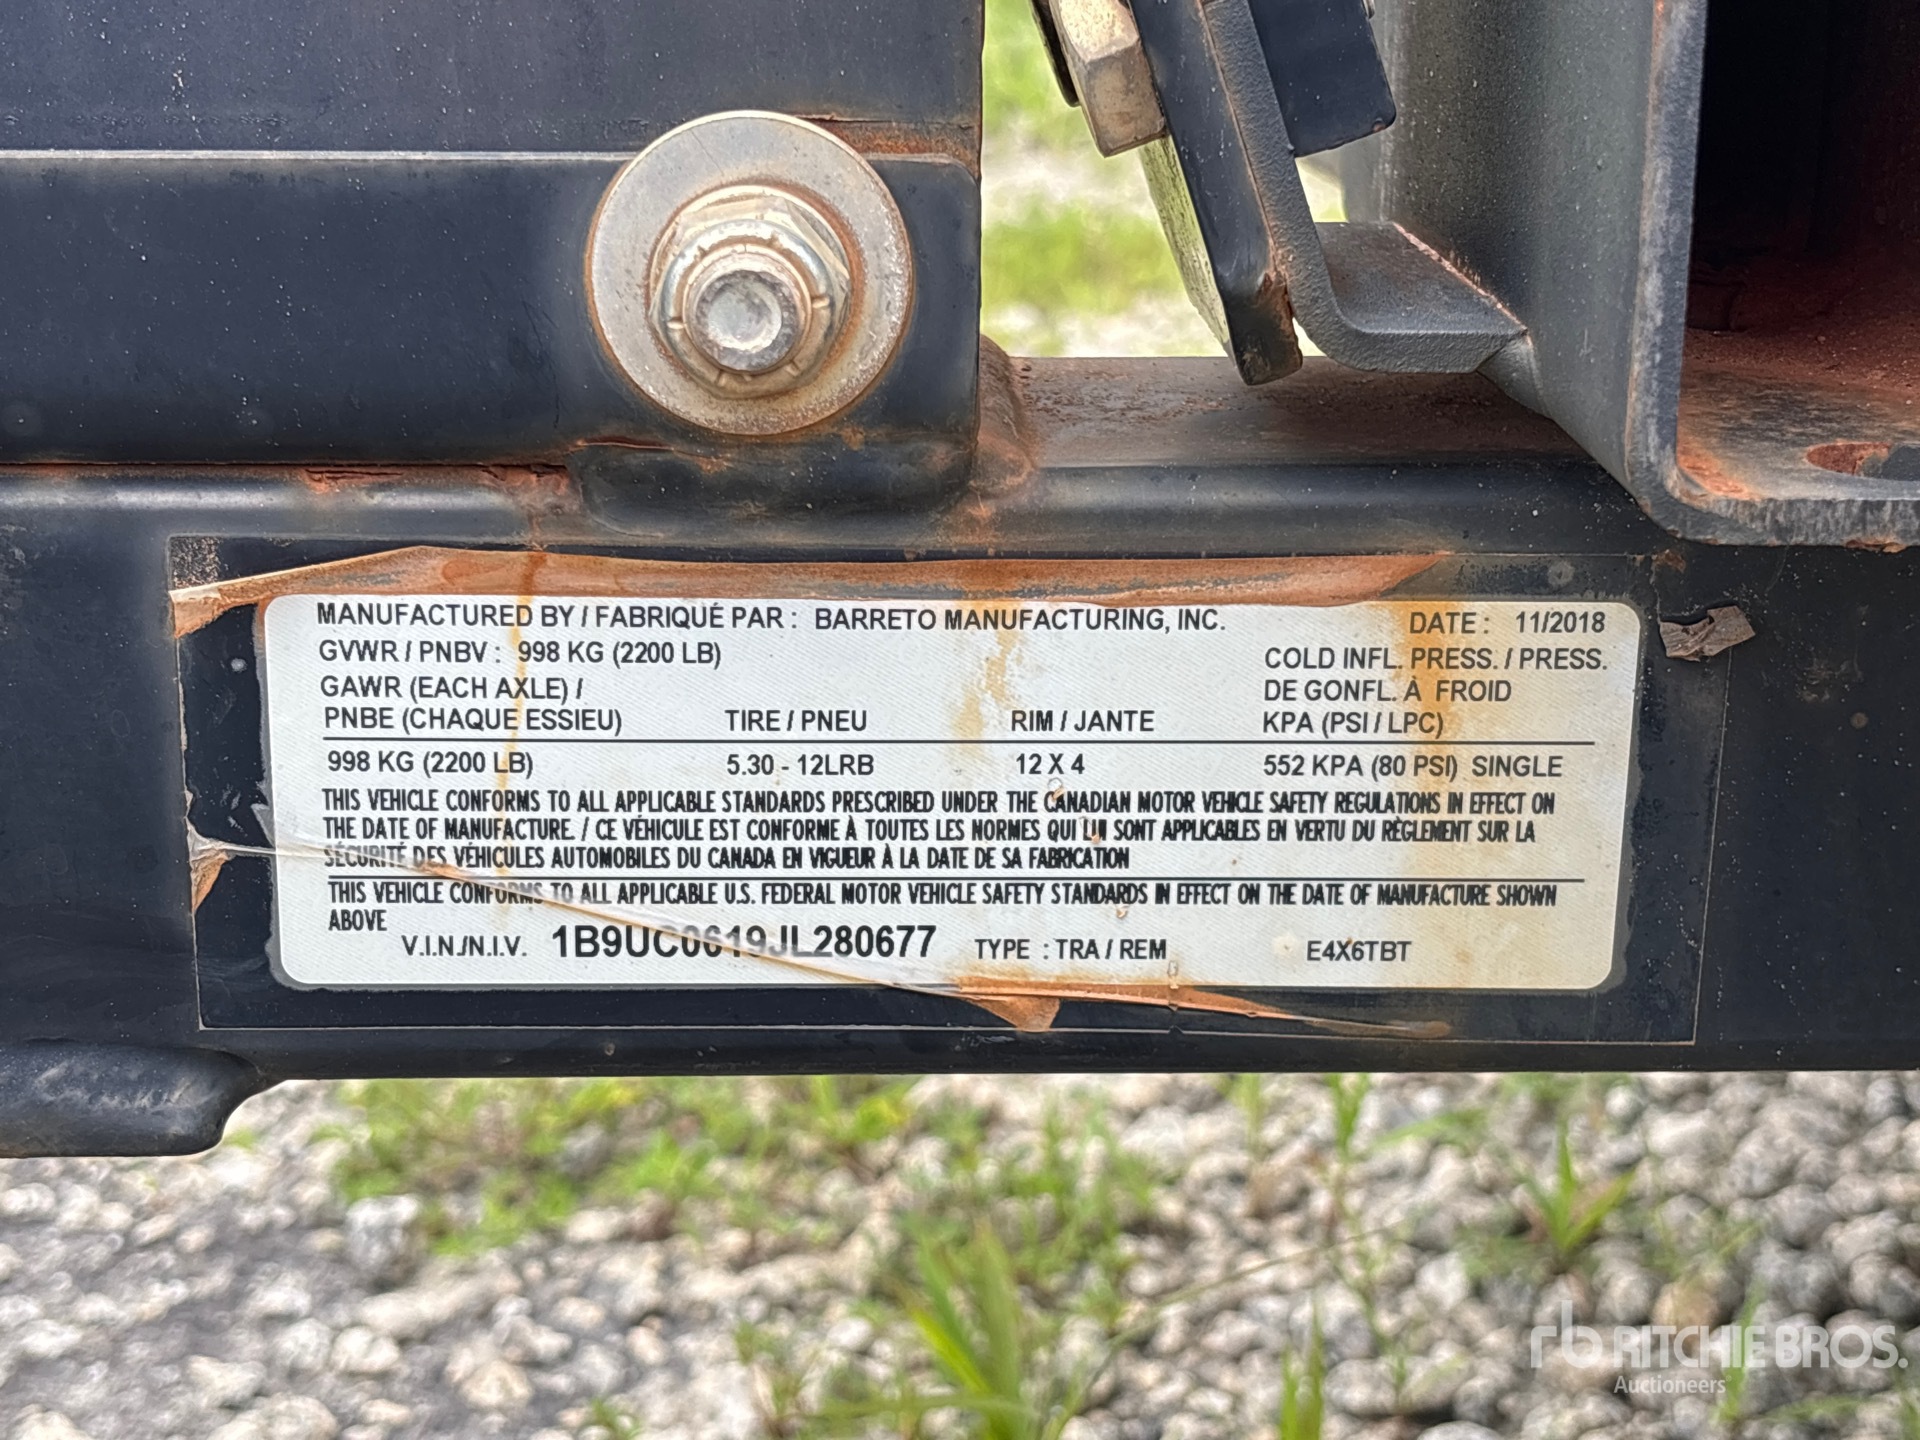 MANUFACTURED BY / FABRIQUÉ PAR : BARRETO MANUFACTURING, INC. DATE : 11/2018
GVWR / PNBV : 998 KG (2200 LB)
COLD INFL. PRESS. / PRESS.
GAWR (EACH AXLE) / DE GONFL. À FROID
PNBE (CHAQUE ESSIEU) TIRE / PNEU RIM / JANTE KPA (PSI / LPC)
998 KG (2200 LB) 5.30 - 12LRB 12 X 4 552 KPA (80 PSI) SINGLE
THIS VEHICLE CONFORMS TO ALL APPLICABLE STANDARDS PRESCRIBED UNDER THE CANADIAN MOTOR VEHICLE SAFETY REGULATIONS IN EFFECT ON
THE DATE OF MANUFACTURE. / CE VÉHICULE EST CONFORME À TOUTES LES NORMES QUI LUI SONT APPLICABLES EN VERTU DU RÈGLEMENT SUR LA
SÉCURITÉ DES VÉHICULES AUTOMOBILES DU CANADA EN VIGUEUR À LA DATE DE SA FABRICATION
THIS VEHICLE CONFORMS TO ALL APPLICABLE U.S. FEDERAL MOTOR VEHICLE SAFETY STANDARDS IN EFFECT ON THE DATE OF MANUFACTURE SHOWN
ABOVE
V.I.N./N.I.V. 1B9UC0619JL280677 TYPE : TRA / REM E4X6TBT
rb RITCHIE BROS.
Auctioneers